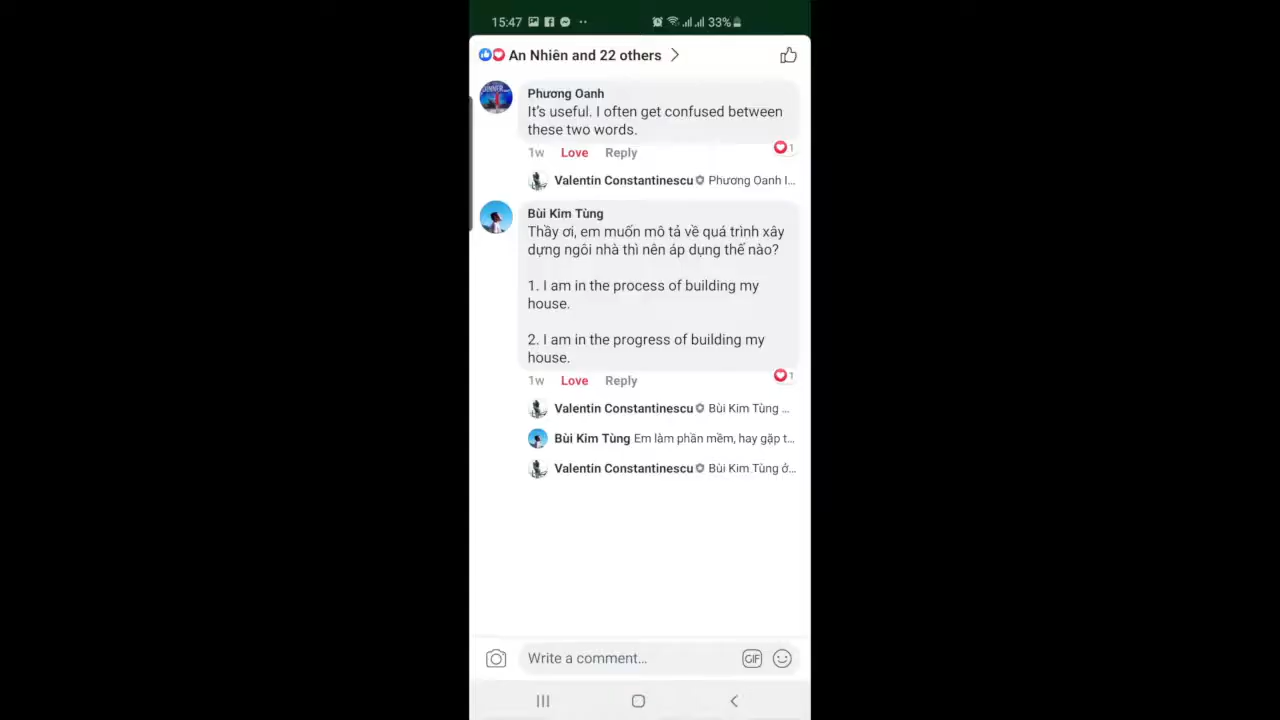 15:47 33%
An Nhiên and 22 others
Phương Oanh
It's useful. I often get confused between
these two words.
1w Love Reply 1
Valentin Constantinescu Phương Oanh I...
Bùi Kim Tùng
Thầy ơi, em muốn mô tả về quá trình xây
dựng ngôi nhà thì nên áp dụng thế nào?
1. I am in the process of building my
house.
2. I am in the progress of building my
house.
1w Love Reply 1
Valentin Constantinescu Bùi Kim Tùng ...
Bùi Kim Tùng Em làm phần mềm, hay gặp t...
Valentin Constantinescu Bùi Kim Tùng ở...
Write a comment... GIF